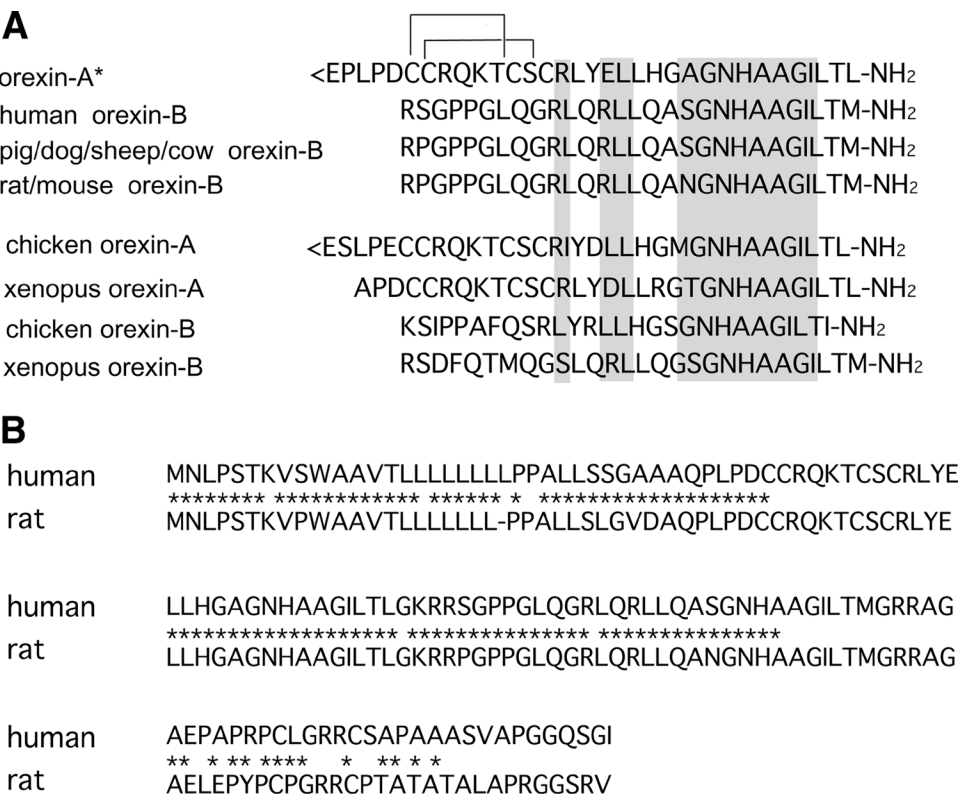 A
orexin-A* <EPLPDCCRQKTCSCRLYELLHGAGNHAAGILTL-NH2
human orexin-B RSGPPGLQGRLQRLLQASGNHAAGILTM-NH2
pig/dog/sheep/cow orexin-B RPGPPGLQGRLQRLLQASGNHAAGILTM-NH2
rat/mouse orexin-B RPGPPGLQGRLQRLLQANGNHAAGILTM-NH2
chicken orexin-A <ESLPECCRQKTCSCRIYDLLHGMGNHAAGILTL-NH2
xenopus orexin-A APDCCRQKTCSCRLYDLLRGTGNHAAGILTL-NH2
chicken orexin-B KSIPPAFQSRLYRLLHGSGNHAAGILTI-NH2
xenopus orexin-B RSDFQTMQGSLQRLLQGSGNHAAGILTM-NH2
B
human MNLPSTKVSWAAVTLLLLLLLLPPALLSSGAAAQPLPDCCRQKTCSCRLYE
******** ************ ****** * *******************
rat MNLPSTKVPWAAVTLLLLLLL-PPALLSLGVDAQPLPDCCRQKTCSCRLYE
human LLHGAGNHAAGILTLGKRRSGPPGLQGRLQRLLQASGNHAAGILTMGRRAG
******************* *************** ***************
rat LLHGAGNHAAGILTLGKRRPGPPGLQGRLQRLLQANGNHAAGILTMGRRAG
human AEPAPRPCLGRRCSAPAAASVAPGGQSGI
** * ** **** * ** * *
rat AELEPYPCPGRRCPTATATALAPRGGSRV